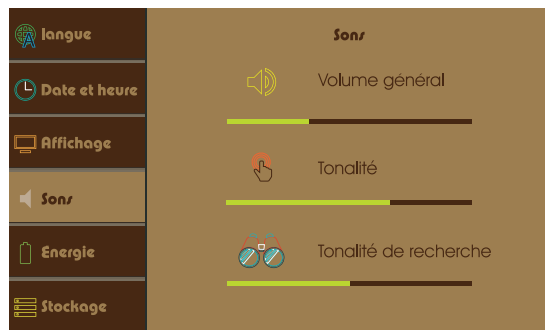 langue
Date et heure
Affichage
Sons
Energie
Stockage
Sons
Volume général
Tonalité
Tonalité de recherche